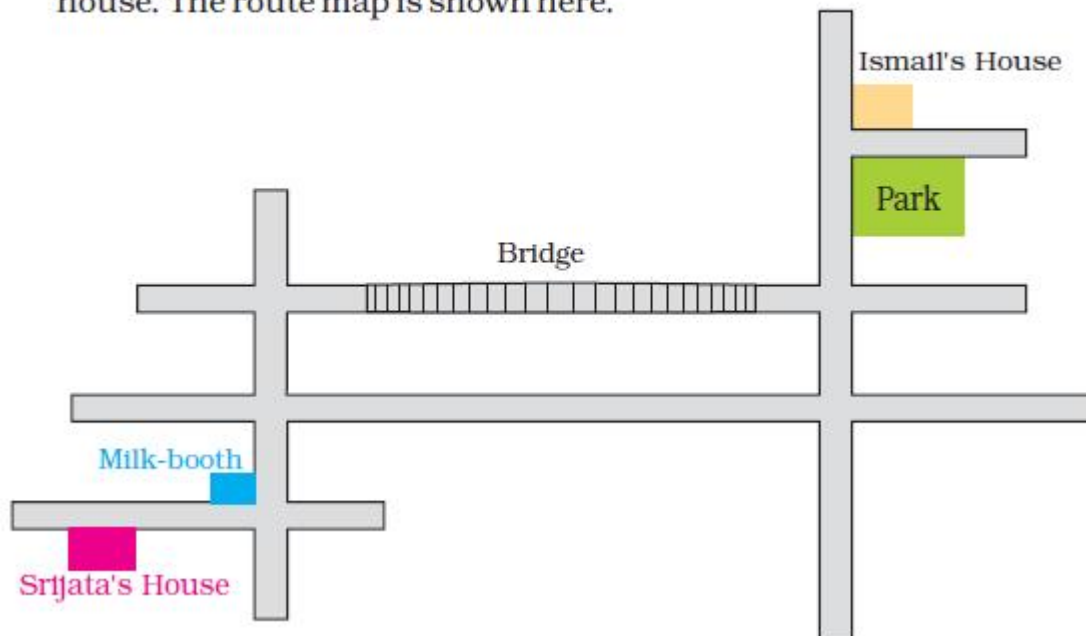 house. The route map is shown here.
Ismail's House
Park
Bridge
Milk-booth
Srijata's House